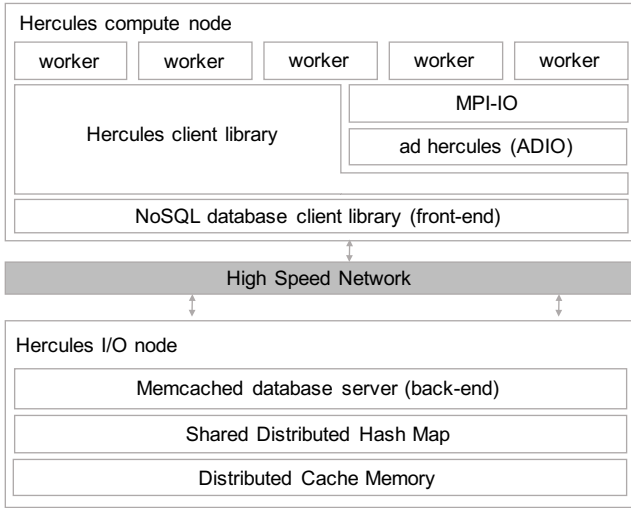 Hercules compute node
worker worker worker worker worker
MPI-IO
Hercules client library
ad hercules (ADIO)
NoSQL database client library (front-end)
High Speed Network
Hercules I/O node
Memcached database server (back-end)
Shared Distributed Hash Map
Distributed Cache Memory